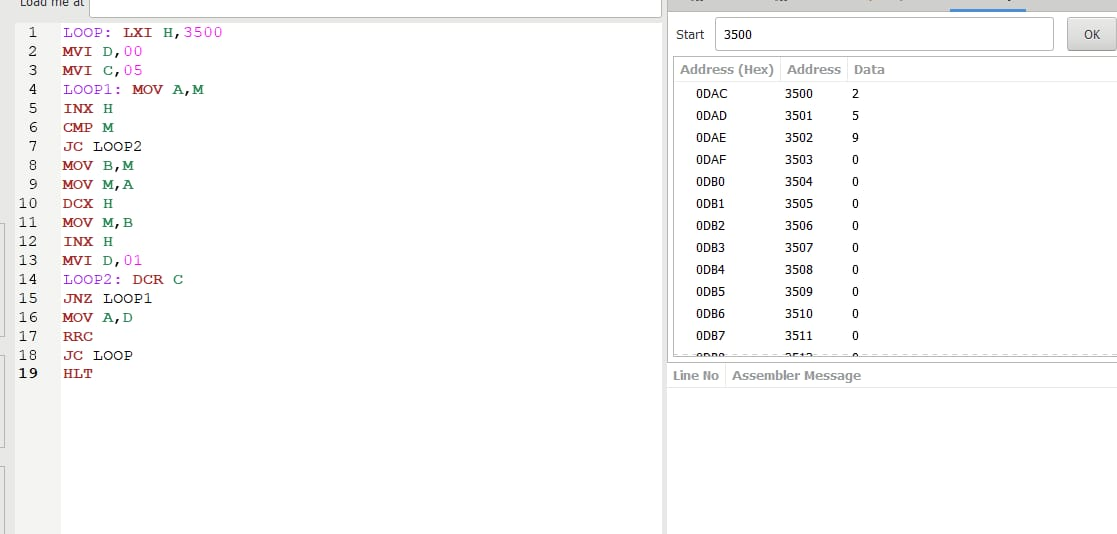 Load me at
1 LOOP: LXI H,3500
2 MVI D,00
3 MVI C,05
4 LOOP1: MOV A,M
5 INX H
6 CMP M
7 JC LOOP2
8 MOV B,M
9 MOV M,A
10 DCX H
11 MOV M,B
12 INX H
13 MVI D,01
14 LOOP2: DCR C
15 JNZ LOOP1
16 MOV A,D
17 RRC
18 JC LOOP
19 HLT
Start 3500 OK
Address (Hex) Address Data
0DAC 3500 2
0DAD 3501 5
0DAE 3502 9
0DAF 3503 0
0DB0 3504 0
0DB1 3505 0
0DB2 3506 0
0DB3 3507 0
0DB4 3508 0
0DB5 3509 0
0DB6 3510 0
0DB7 3511 0
Line No Assembler Message